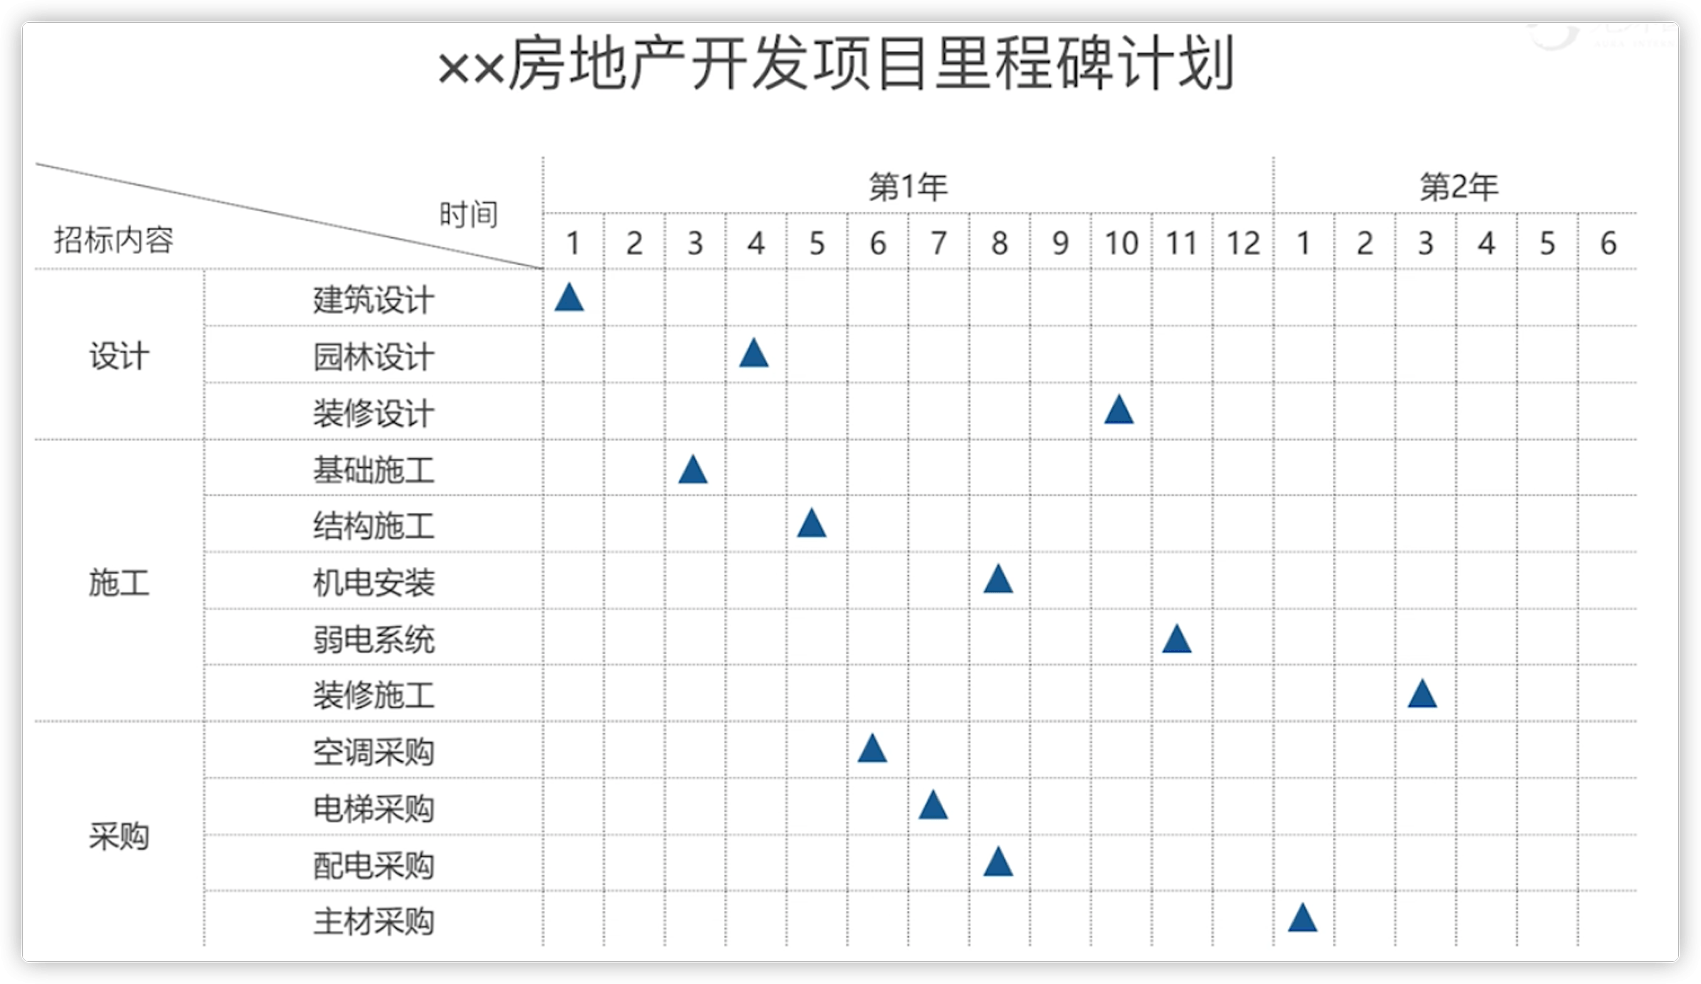 ××房地产开发项目里程碑计划
时间
招标内容
第1年 第2年
1 2 3 4 5 6 7 8 9 10 11 12 1 2 3 4 5 6
设计
建筑设计
园林设计
装修设计
施工
基础施工
结构施工
机电安装
弱电系统
装修施工
采购
空调采购
电梯采购
配电采购
主材采购